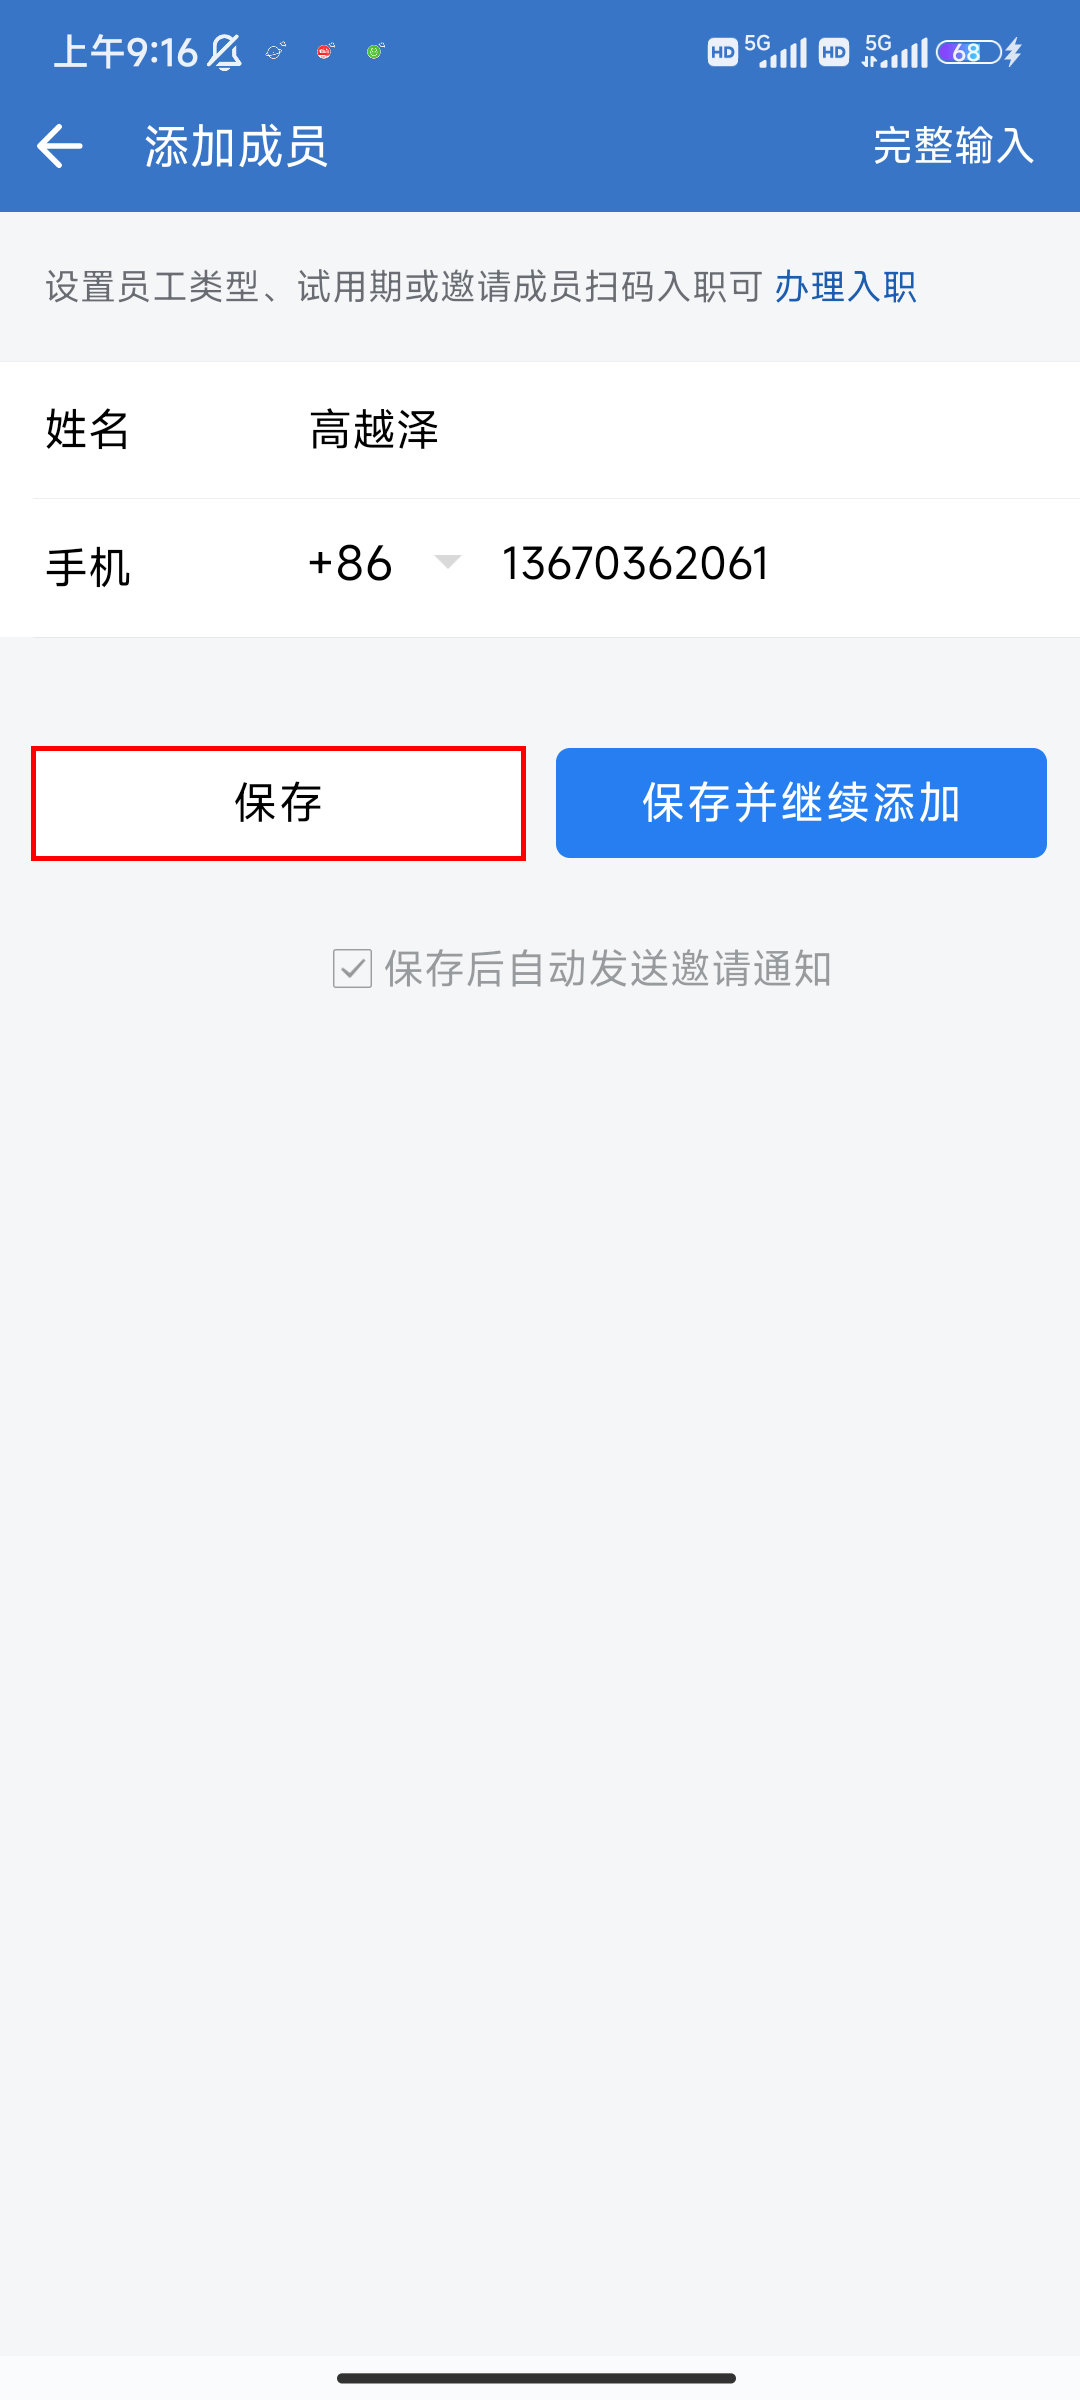 上午9:16 HD 5G HD 5G 68
添加成员 完整输入
设置员工类型、试用期或邀请成员扫码入职可 办理入职
姓名 高越泽
手机 +86 13670362061
保存 保存并继续添加
保存后自动发送邀请通知